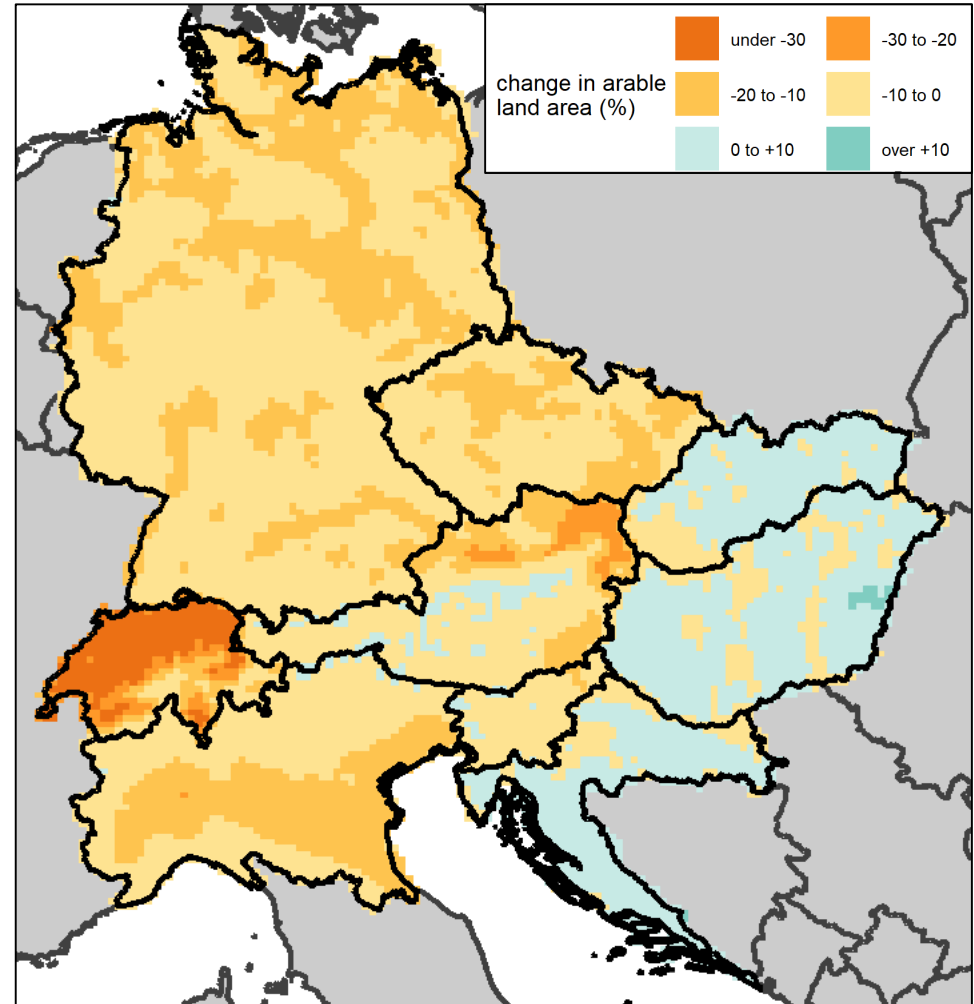 change in arable
land area (%)
under -30
-30 to -20
-20 to -10
-10 to 0
0 to +10
over +10